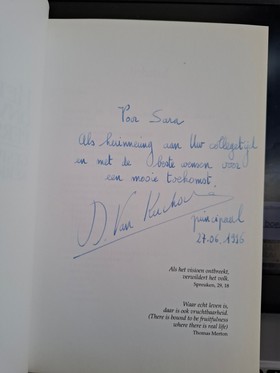 Voor Sara
Als herinnering aan Uw collegetijd
en met de beste wensen voor
een mooie toekomst.
D. Van
principaal
27.06.1996
Als het visioen ontbreekt,
verwildert het volk.
Spreuken, 29, 18
Waar echt leven is,
daar is ook vruchtbaarheid.
(There is bound to be fruitfulness
where there is real life)
Thomas Merton